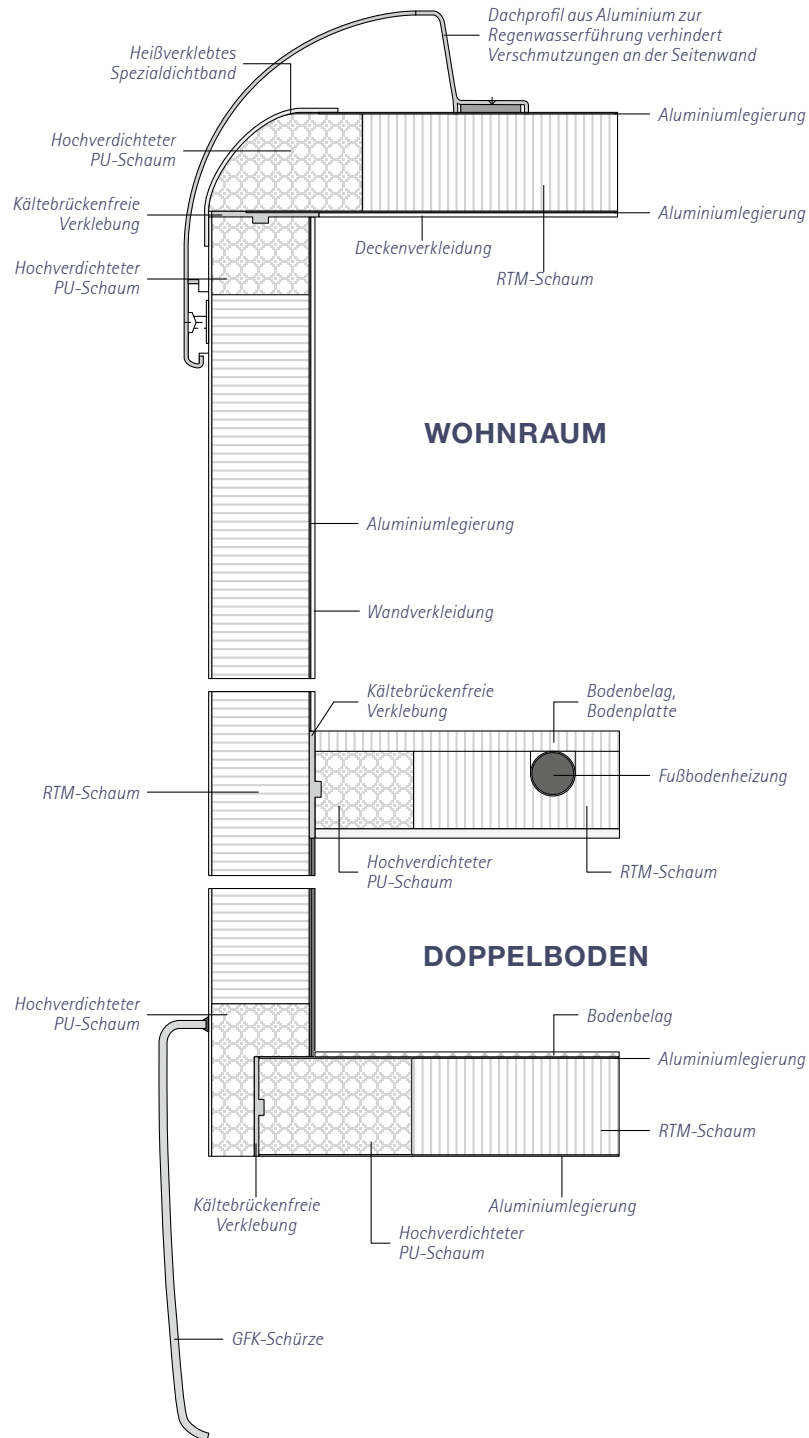 Dachprofil aus Aluminium zur
Regenwasserführung verhindert
Verschmutzungen an der Seitenwand
Heißverklebtes
Spezialdichtband
Aluminiumlegierung
Hochverdichteter
PU-Schaum
Kältebrückenfreie
Verklebung
Aluminiumlegierung
Deckenverkleidung
Hochverdichteter
PU-Schaum
RTM-Schaum
WOHNRAUM
Aluminiumlegierung
Wandverkleidung
Kältebrückenfreie
Verklebung
Bodenbelag,
Bodenplatte
Fußbodenheizung
RTM-Schaum
Hochverdichteter
PU-Schaum
RTM-Schaum
DOPPELBODEN
Hochverdichteter
PU-Schaum
Bodenbelag
Aluminiumlegierung
RTM-Schaum
Kältebrückenfreie
Verklebung
Aluminiumlegierung
Hochverdichteter
PU-Schaum
GFK-Schürze